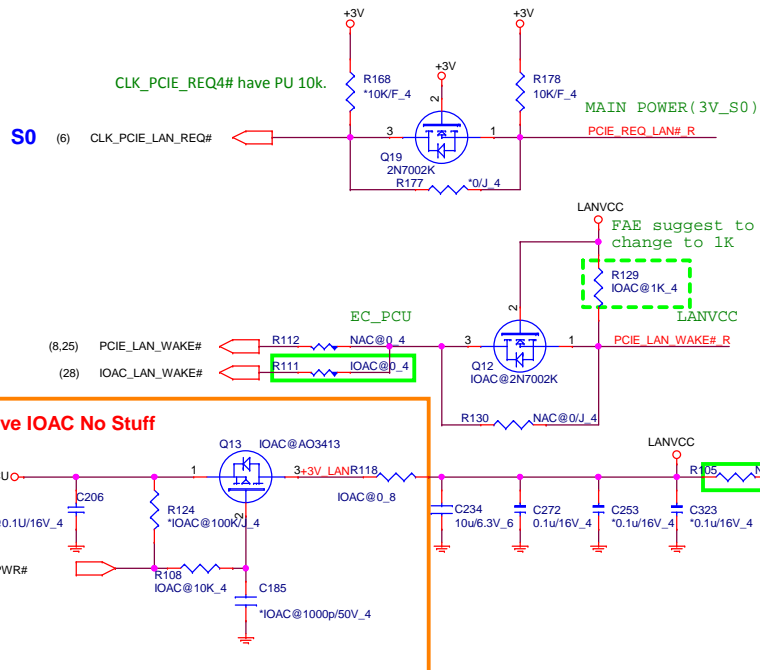 +3V
+3V
+3V
CLK_PCIE_REQ4# have PU 10k.
R168
*10K/F_4
R178
10K/F_4
2
MAIN POWER(3V_S0)
S0
(6)
CLK_PCIE_LAN_REQ#
3
1
PCIE_REQ_LAN#_R
Q19
2N7002K
R177
*0/J_4
LANVCC
FAE suggest to
change to 1K
R129
IOAC@1K_4
2
EC_PCU
LANVCC
(8,25)
PCIE_LAN_WAKE#
R112
NAC@0_4
3
1
PCIE_LAN_WAKE#_R
(28)
IOAC_LAN_WAKE#
R111
IOAC@0_4
Q12
IOAC@2N7002K
R130
NAC@0/J_4
ve IOAC No Stuff
Q13
IOAC@AO3413
LANVCC
U
1
3
+3V_LAN
R118
IOAC@0_8
R105
N
C206
0.1U/16V_4
R124
*IOAC@100K/J_4
2
C234
10u/6.3V_6
C272
0.1u/16V_4
C253
*0.1u/16V_4
C323
*0.1u/16V_4
PWR#
R108
IOAC@10K_4
C185
*IOAC@1000p/50V_4